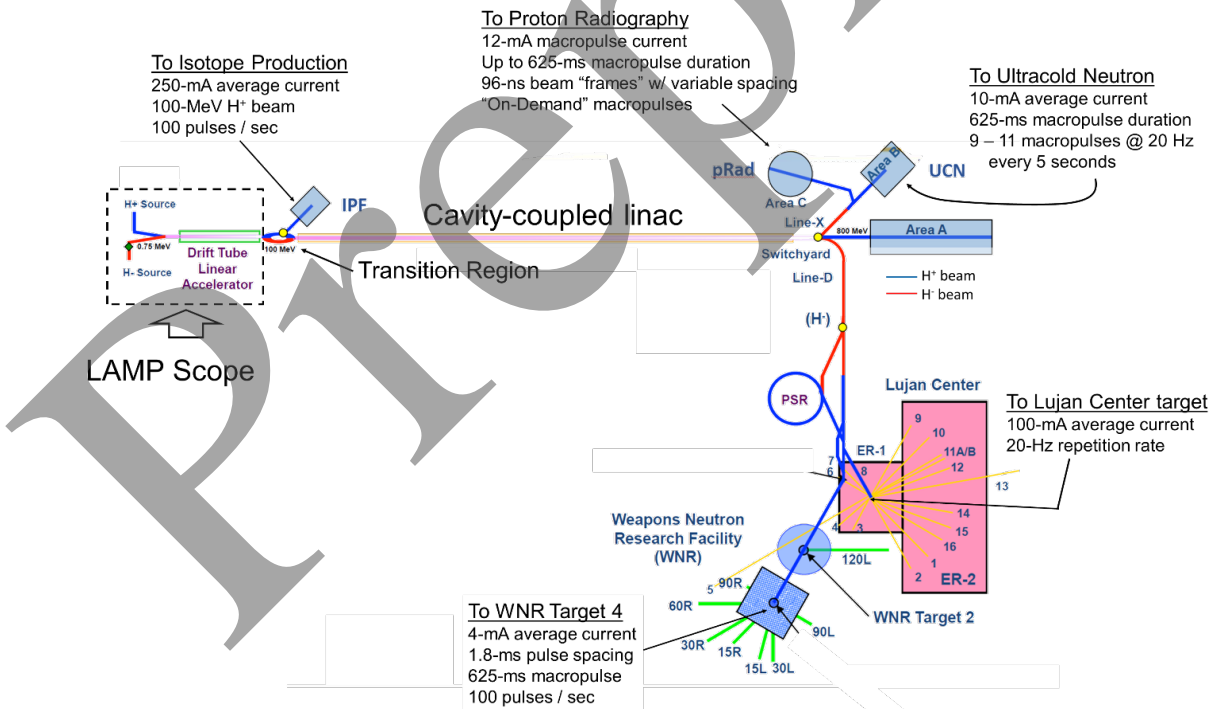 To Proton Radiography
12-mA macropulse current
Up to 625-ms macropulse duration
96-ns beam “frames” w/ variable spacing
“On-Demand” macropulses
To Isotope Production
250-mA average current
100-MeV H⁺ beam
100 pulses / sec
To Ultracold Neutron
10-mA average current
625-ms macropulse duration
9 – 11 macropulses @ 20 Hz
every 5 seconds
pRad
Area B
UCN
Area C
IPF
Cavity-coupled linac
Line-X
800 MeV
Area A
H+ Source
0.75 MeV
H- Source
Drift Tube
Linear
Accelerator
100 MeV
Transition Region
Switchyard
Line-D
H⁺ beam
H⁻ beam
(H⁻)
LAMP Scope
PSR
Lujan Center
To Lujan Center target
100-mA average current
20-Hz repetition rate
ER-1
9
10
11A/B
12
13
7
6
8
4
3
14
15
16
1
2
ER-2
Weapons Neutron
Research Facility
(WNR)
120L
5
90R
60R
30R
15R
15L
30L
90L
WNR Target 2
To WNR Target 4
4-mA average current
1.8-ms pulse spacing
625-ms macropulse
100 pulses / sec
Prepr